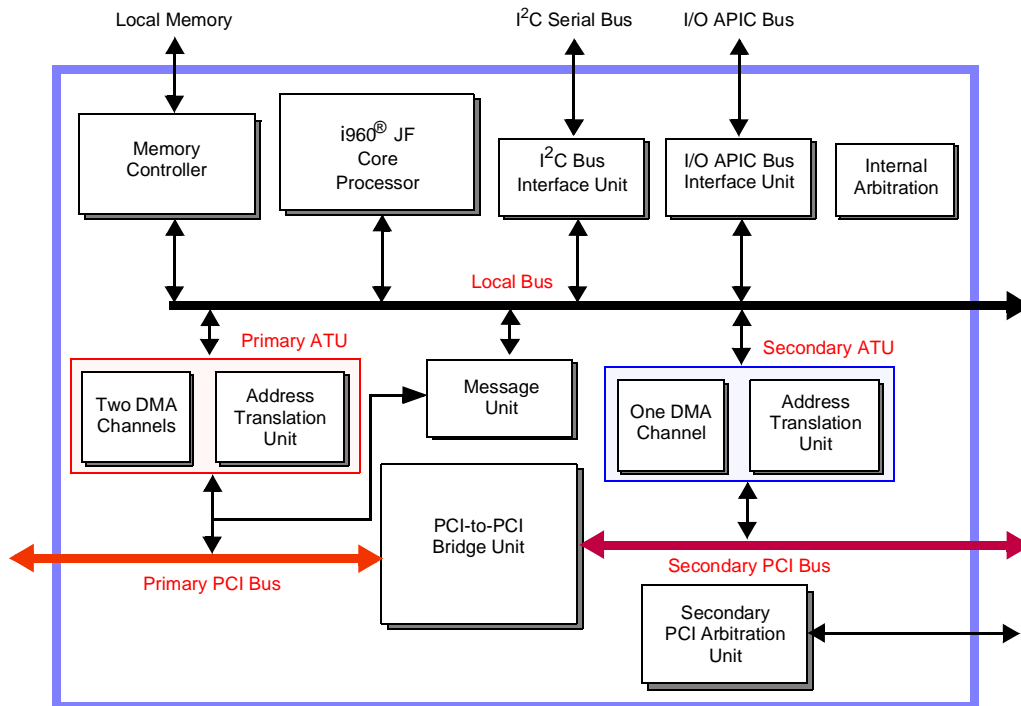 Local Memory
I²C Serial Bus
I/O APIC Bus
Memory
Controller
i960® JF
Core
Processor
I²C Bus
Interface Unit
I/O APIC Bus
Interface Unit
Internal
Arbitration
Local Bus
Primary ATU
Secondary ATU
Two DMA
Channels
Address
Translation
Unit
Message
Unit
One DMA
Channel
Address
Translation
Unit
PCI-to-PCI
Bridge Unit
Primary PCI Bus
Secondary PCI Bus
Secondary
PCI Arbitration
Unit